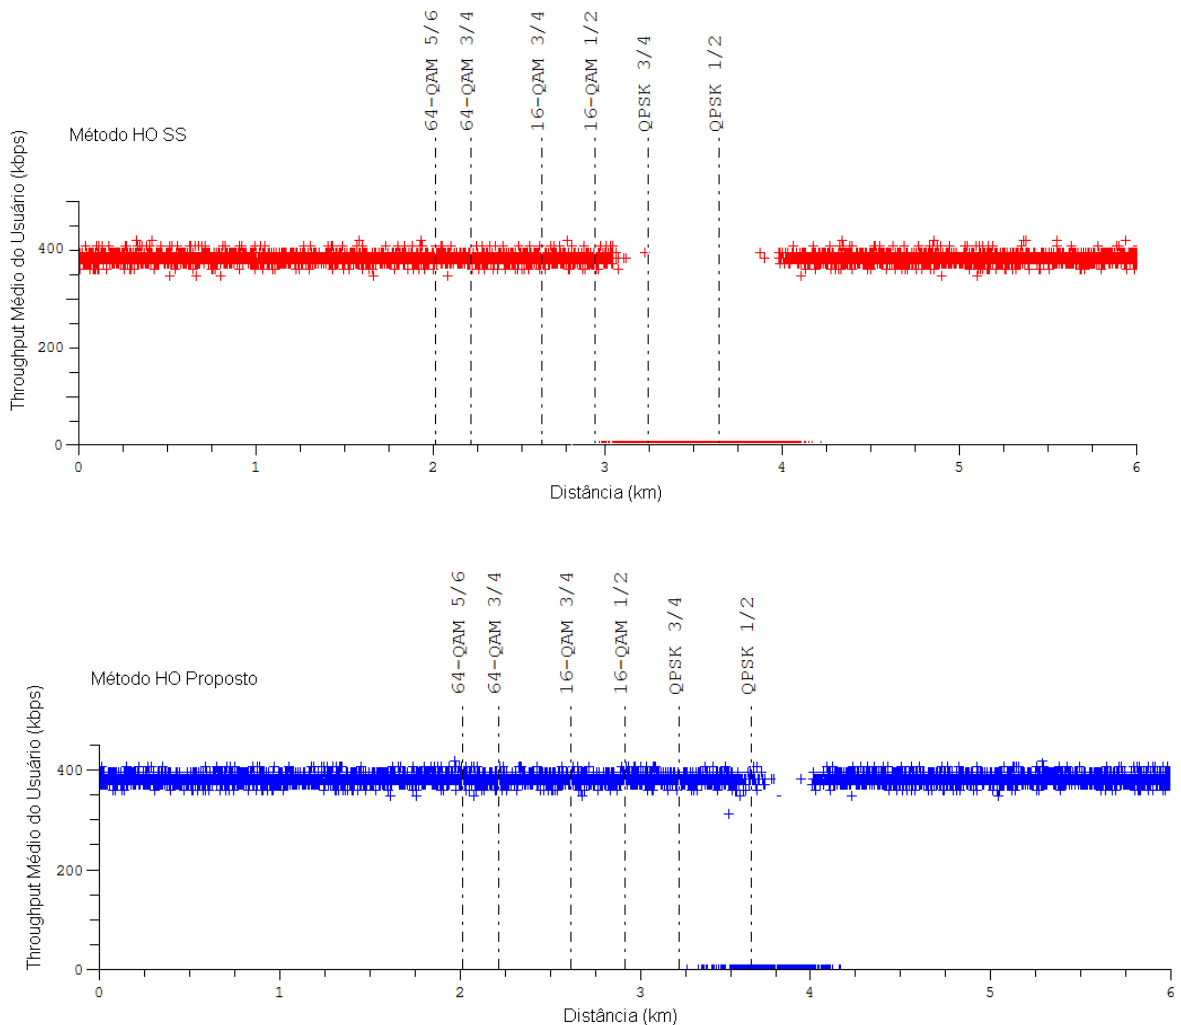 64-QAM 5/6
64-QAM 3/4
16-QAM 3/4
16-QAM 1/2
QPSK 3/4
QPSK 1/2
Método HO SS
Throughput Médio do Usuário (kbps)
400
200
0
0 1 2 3 4 5 6
Distância (km)
64-QAM 5/6
64-QAM 3/4
16-QAM 3/4
16-QAM 1/2
QPSK 3/4
QPSK 1/2
Método HO Proposto
Throughput Médio do Usuário (kbps)
400
200
0
0 1 2 3 4 5 6
Distância (km)